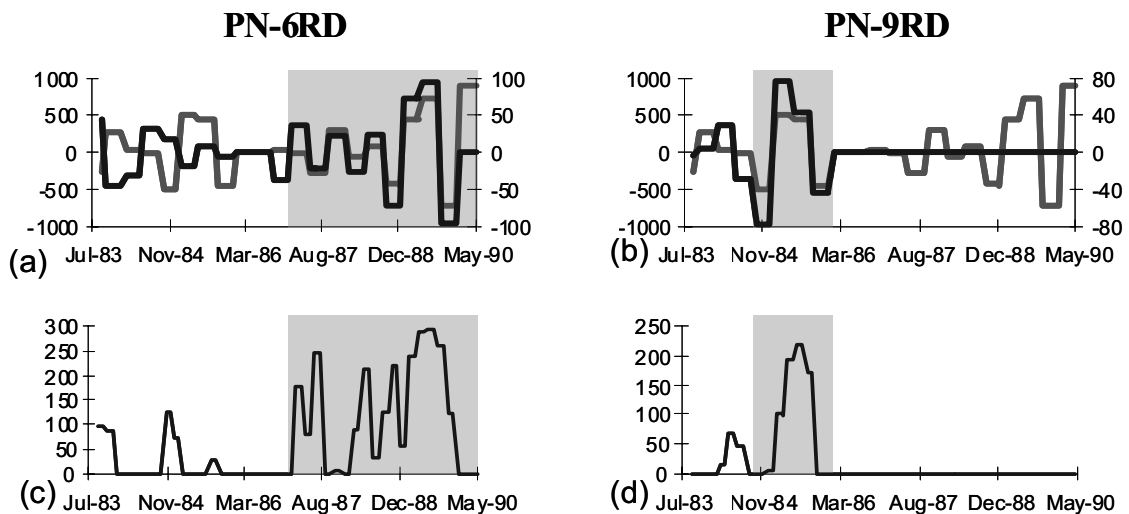 PN-6RD PN-9RD
1000 100 1000 80
500 50 500 40
0 0 0 0
-500 -50 -500 -40
-1000 -100 -1000 -80
(a) Jul-83 Nov-84 Mar-86 Aug-87 Dec-88 May-90 (b) Jul-83 Nov-84 Mar-86 Aug-87 Dec-88 May-90
300 250
250 200
200 150
150 100
100 50
50 0
0
(c) Jul-83 Nov-84 Mar-86 Aug-87 Dec-88 May-90 (d) Jul-83 Nov-84 Mar-86 Aug-87 Dec-88 May-90